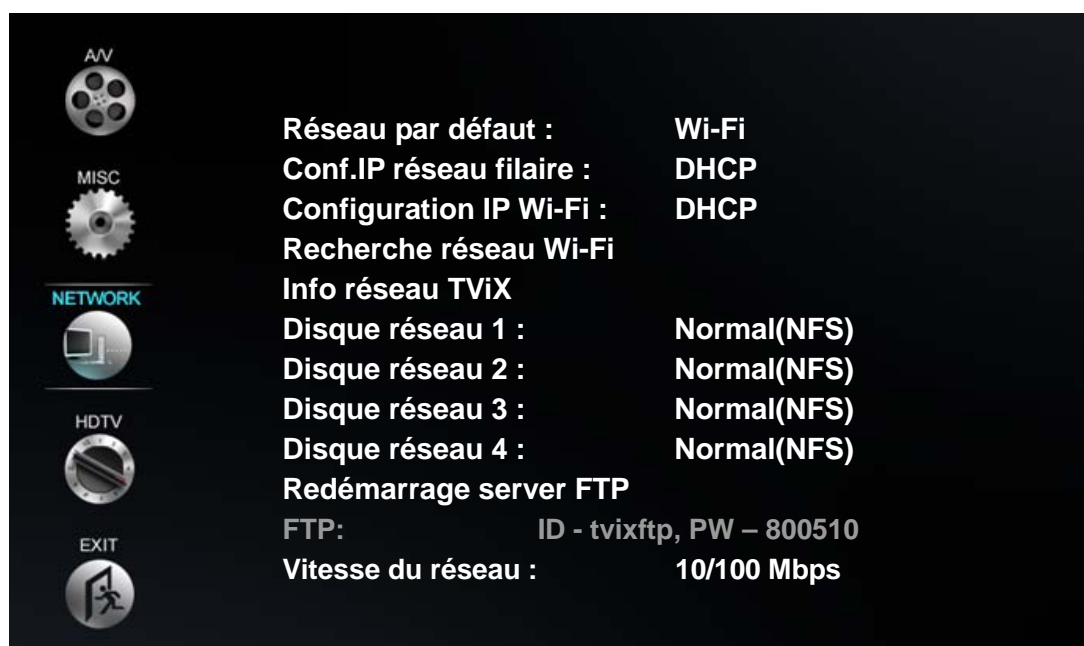 A/V
MISC
NETWORK
HDTV
EXIT
Réseau par défaut : Wi-Fi
Conf.IP réseau filaire : DHCP
Configuration IP Wi-Fi : DHCP
Recherche réseau Wi-Fi
Info réseau TViX
Disque réseau 1 : Normal(NFS)
Disque réseau 2 : Normal(NFS)
Disque réseau 3 : Normal(NFS)
Disque réseau 4 : Normal(NFS)
Redémarrage server FTP
FTP: ID - tvixftp, PW – 800510
Vitesse du réseau : 10/100 Mbps